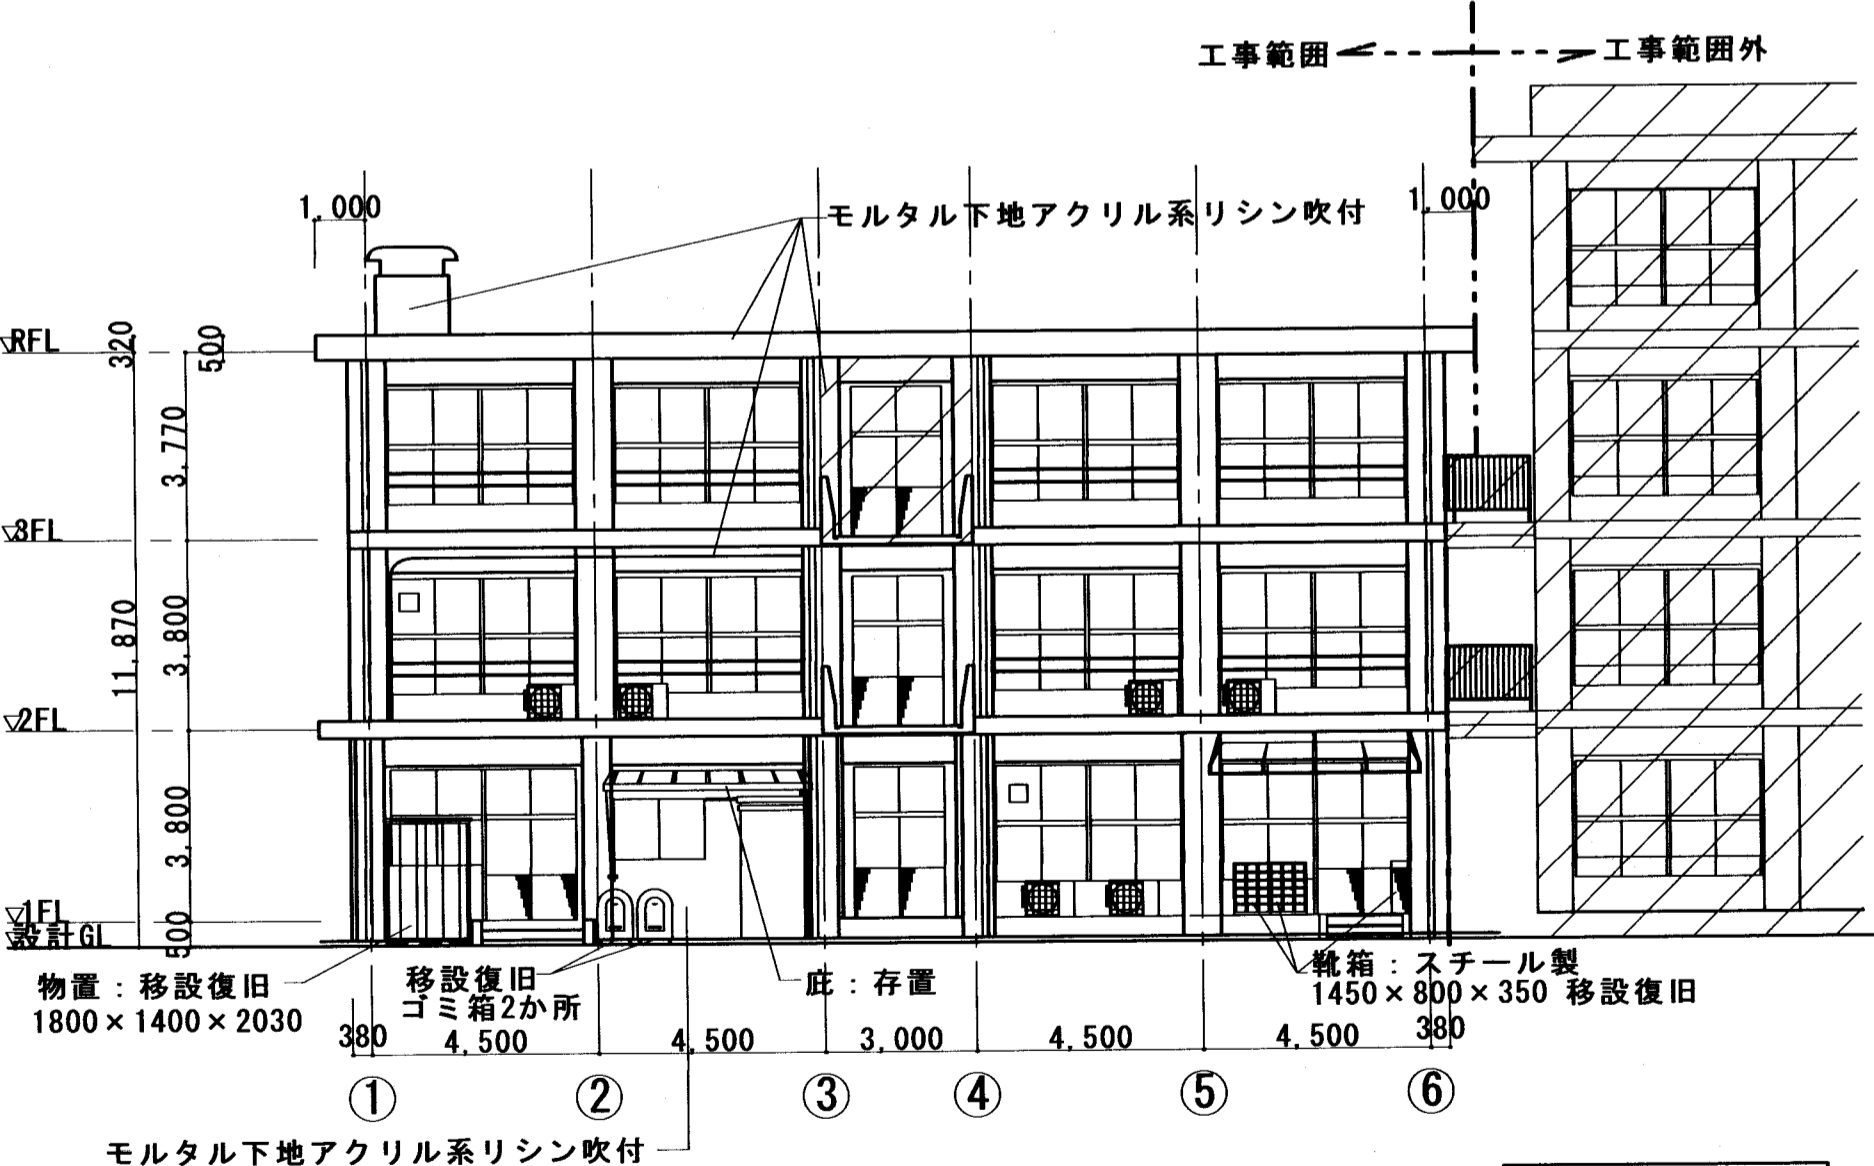 工事範囲
工事範囲外
1,000
モルタル下地アクリル系リシン吹付
1,000
▽RFL
320
500
3,770
▽3FL
11,870
3,800
▽2FL
3,800
▽1FL
▽設計GL
500
物置：移設復旧
1800×1400×2030
移設復旧
ゴミ箱2か所
庇：存置
靴箱：スチール製
1450×800×350 移設復旧
380
4,500
4,500
3,000
4,500
4,500
380
①
②
③
④
⑤
⑥
モルタル下地アクリル系リシン吹付